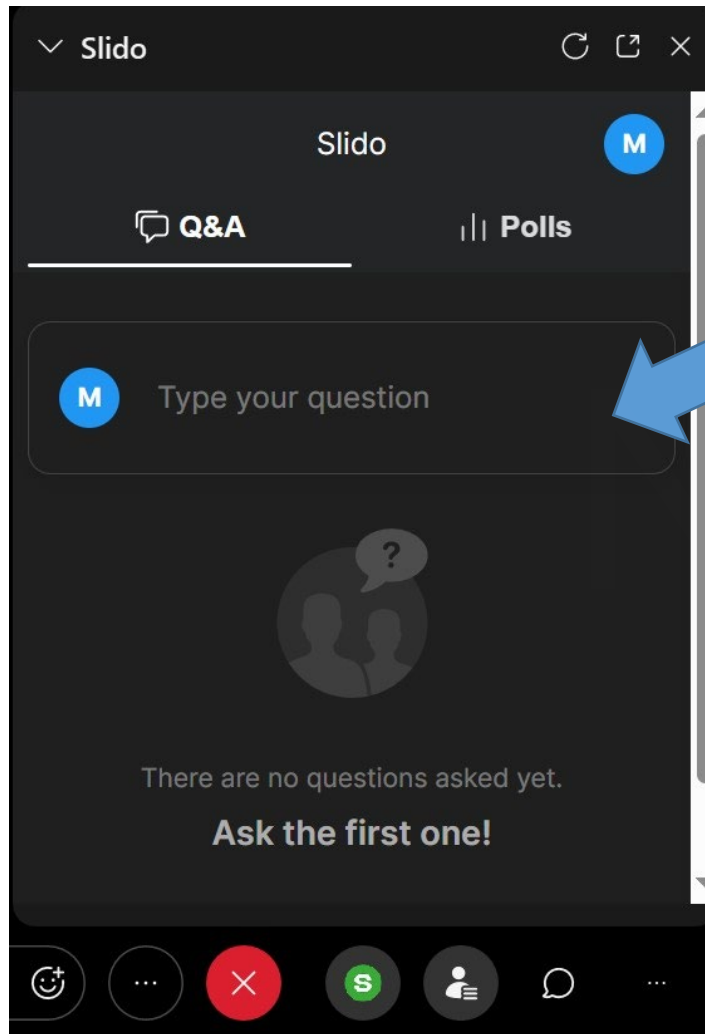 Slido
Slido
M
Q&A
Polls
M
Type your question
?
There are no questions asked yet.
Ask the first one!
S